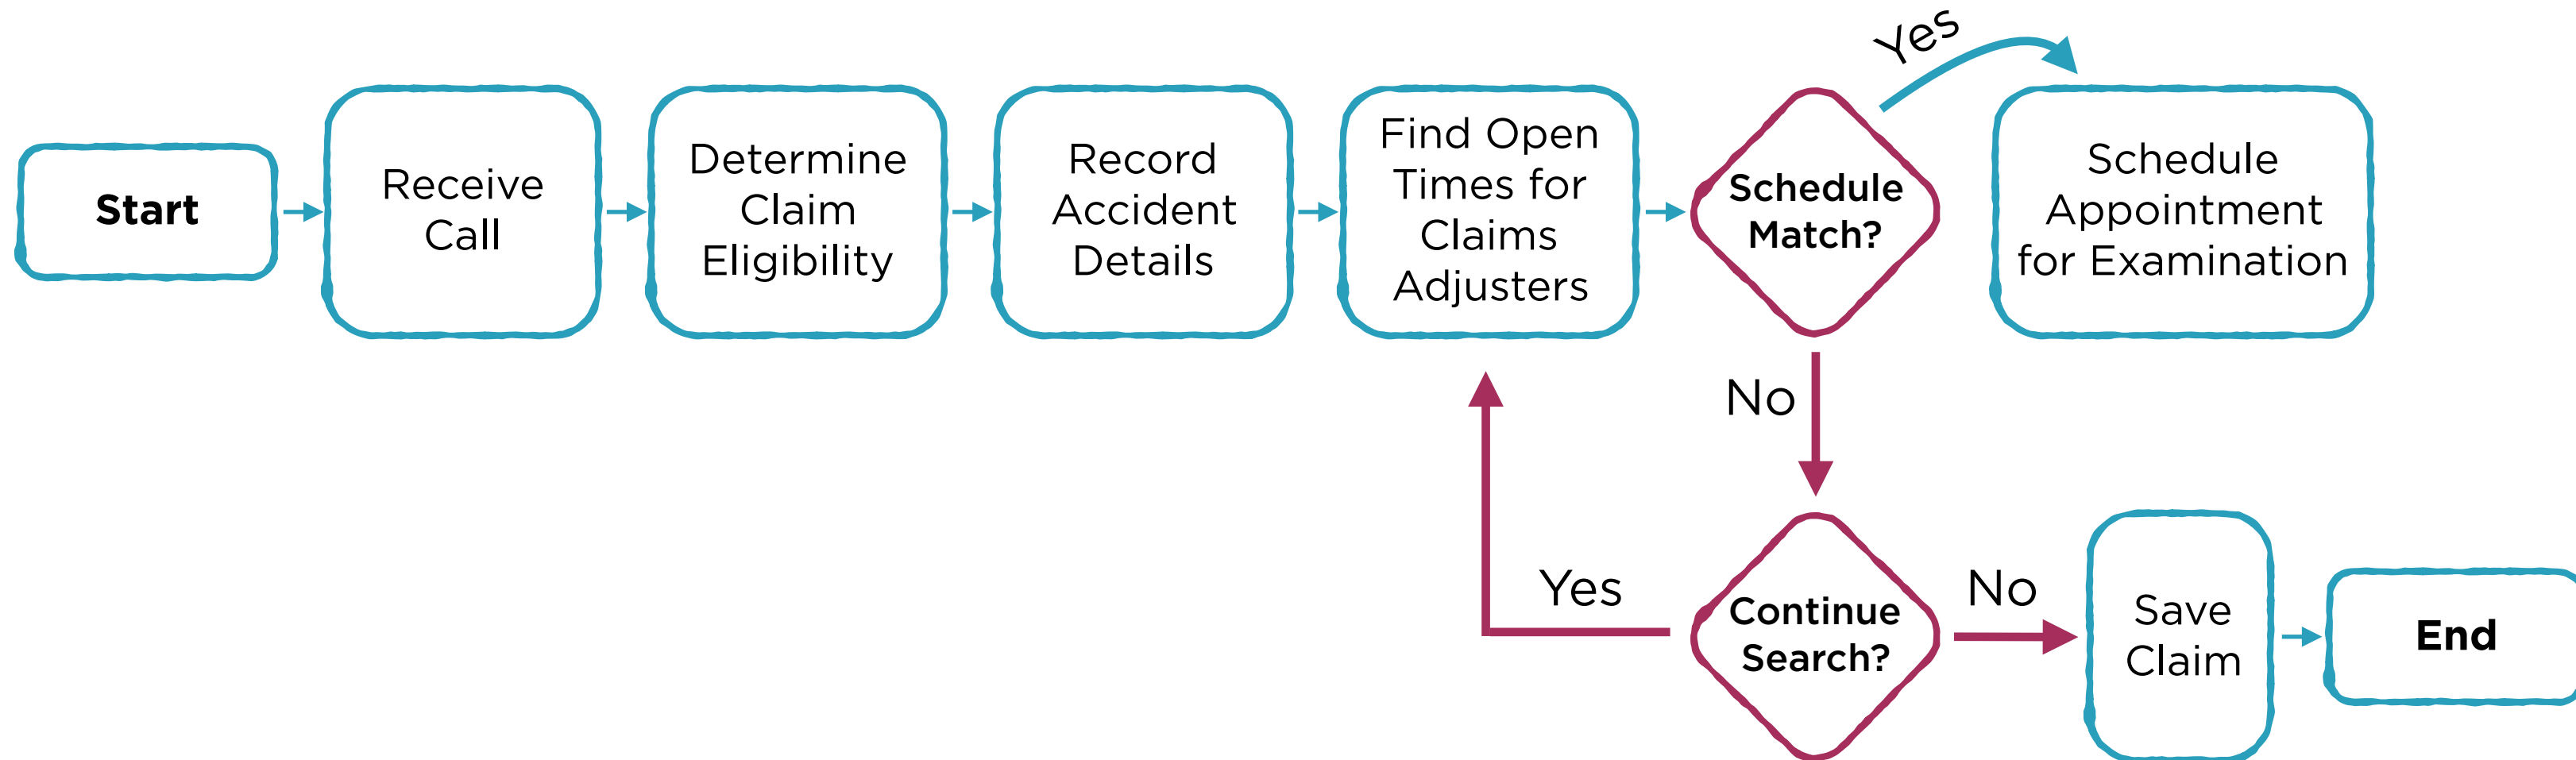 Start
Receive
Call
Determine
Claim
Eligibility
Record
Accident
Details
Find Open
Times for
Claims
Adjusters
Schedule
Match?
Yes
Schedule
Appointment
for Examination
No
Continue
Search?
Yes
No
Save
Claim
End